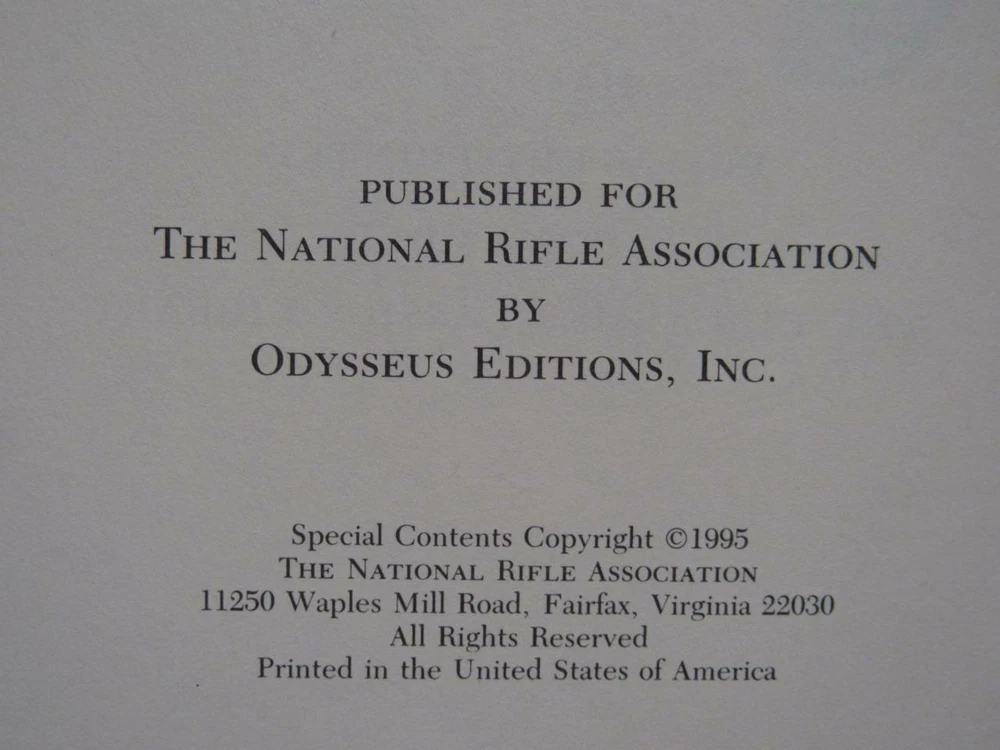 PUBLISHED FOR
THE NATIONAL RIFLE ASSOCIATION
BY
ODYSSEUS EDITIONS, INC.
Special Contents Copyright ©1995
THE NATIONAL RIFLE ASSOCIATION
11250 Waples Mill Road, Fairfax, Virginia 22030
All Rights Reserved
Printed in the United States of America